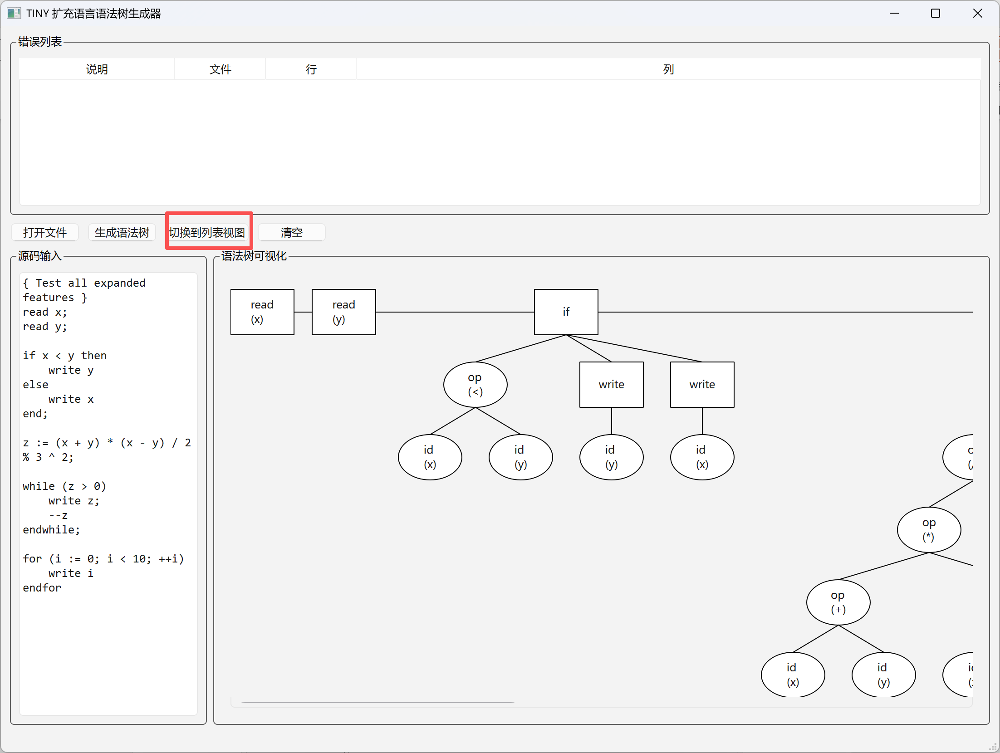 TINY 扩充语言语法树生成器
错误列表
说明 文件 行 列
打开文件 生成语法树 切换到列表视图 清空
源码输入
{ Test all expanded
features }
read x;
read y;
if x < y then
write y
else
write x
end;
z := (x + y) * (x - y) / 2
% 3 ^ 2;
while (z > 0)
write z;
--z
endwhile;
for (i := 0; i < 10; ++i)
write i
endfor
语法树可视化
read
(x)
read
(y)
if
op
(<)
write
write
id
(x)
id
(y)
id
(y)
id
(x)
op
(*)
op
(+)
id
(x)
id
(y)